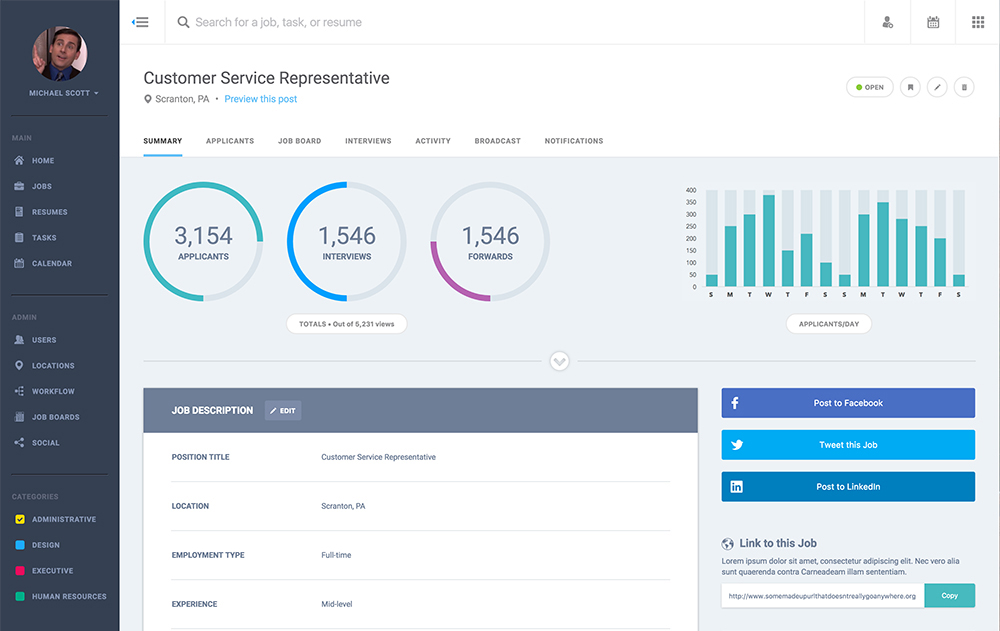 Search for a job, task, or resume
MICHAEL SCOTT
MAIN
HOME
JOBS
RESUMES
TASKS
CALENDAR
ADMIN
USERS
LOCATIONS
WORKFLOW
JOB BOARDS
SOCIAL
CATEGORIES
ADMINISTRATIVE
DESIGN
EXECUTIVE
HUMAN RESOURCES
Customer Service Representative
Scranton, PA • Preview this post
OPEN
SUMMARY APPLICANTS JOB BOARD INTERVIEWS ACTIVITY BROADCAST NOTIFICATIONS
3,154
APPLICANTS
1,546
INTERVIEWS
1,546
FORWARDS
TOTALS • Out of 5,231 views
400
350
300
250
200
150
100
50
0
S M T W T F S S M T W T F S
APPLICANTS/DAY
JOB DESCRIPTION EDIT
POSITION TITLE Customer Service Representative
LOCATION Scranton, PA
EMPLOYMENT TYPE Full-time
EXPERIENCE Mid-level
Post to Facebook
Tweet this Job
Post to LinkedIn
Link to this Job
Lorem ipsum dolor sit amet, consectetur adipiscing elit. Nec vero alia
sunt quaerenda contra Carneadeam illam sententiam.
http://www.somemadeupurlthatdoesntreallygoanywhere.org Copy